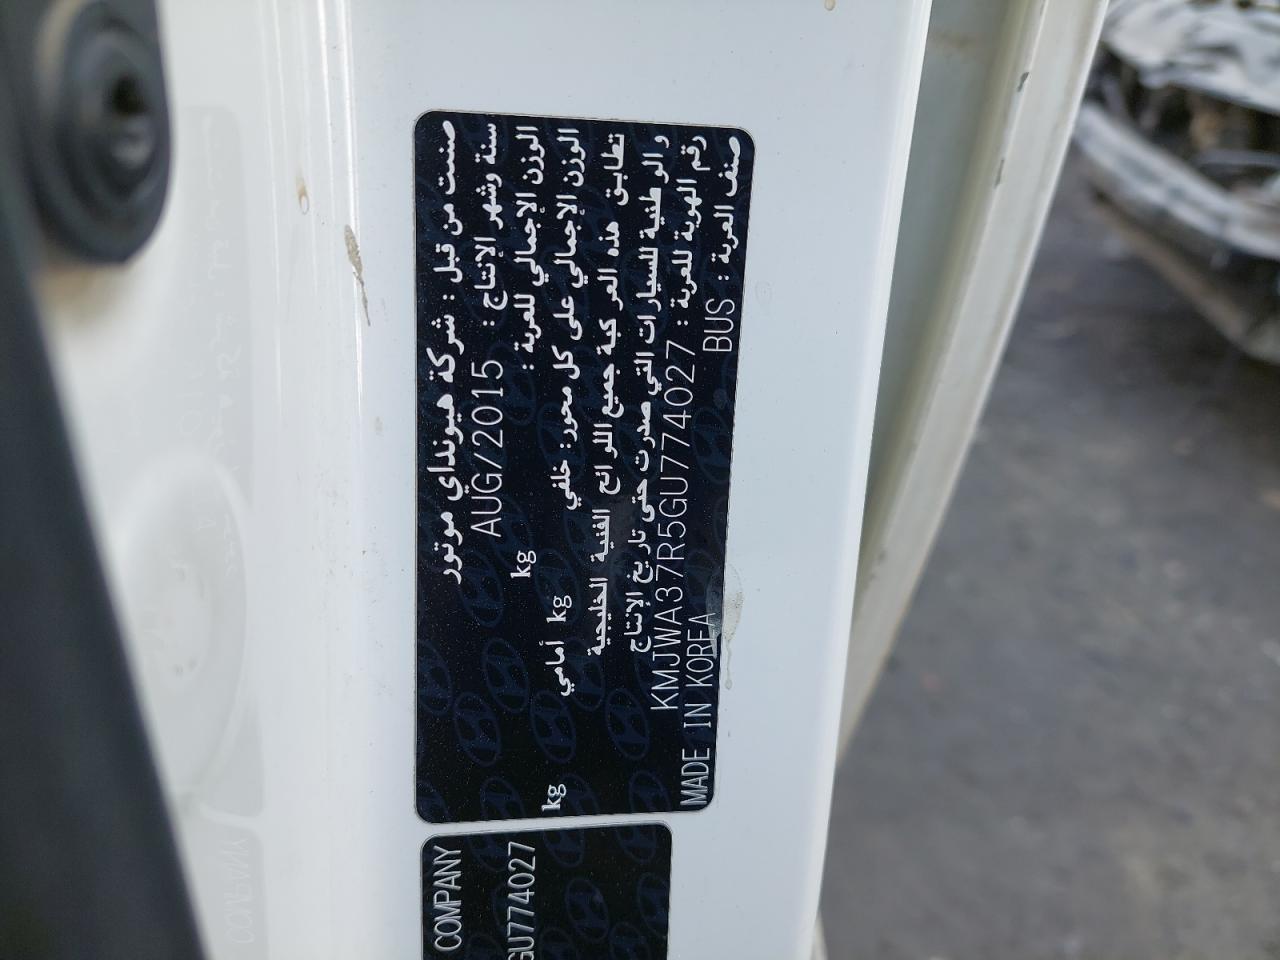 صنعت من قبل : شركة هيونداي موتور
سنة وشهر الإنتاج : AUG/2015
الوزن الإجمالي للعربة : kg
الوزن الإجمالي على كل محور: خلفي kg أمامي kg
تطابق هذه العركبة جميع اللوائح الفنية الخليجية
و الوطنية للسيارات التي صدرت حتى تاريخ الإنتاج
رقم الهوية للعربة : KMJWA37R5GU774027
صنف العربة : BUS MADE IN KOREA
COMPANY
GU774027